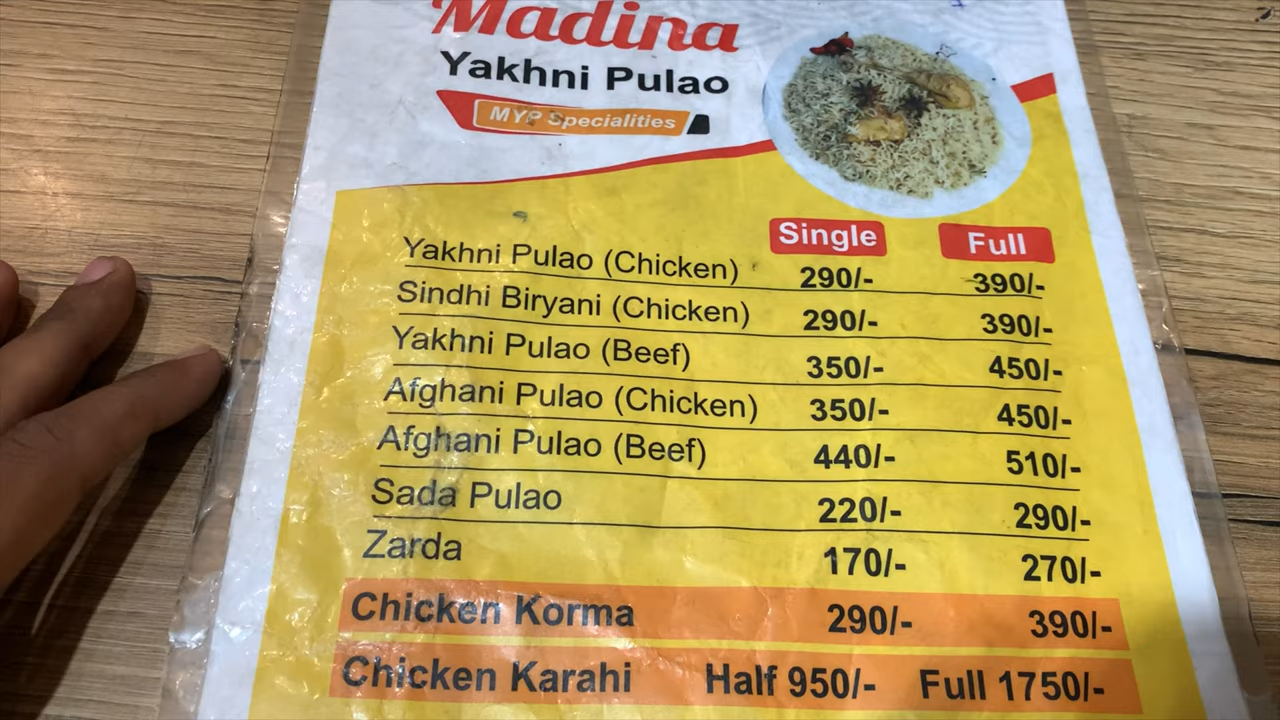 Madina
Yakhni Pulao
MYP Specialities
Single Full
Yakhni Pulao (Chicken) 290/- 390/-
Sindhi Biryani (Chicken) 290/- 390/-
Yakhni Pulao (Beef) 350/- 450/-
Afghani Pulao (Chicken) 350/- 450/-
Afghani Pulao (Beef) 440/- 510/-
Sada Pulao 220/- 290/-
Zarda 170/- 270/-
Chicken Korma 290/- 390/-
Chicken Karahi Half 950/- Full 1750/-